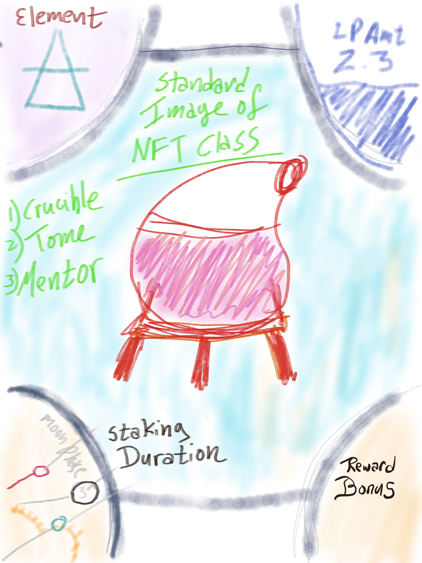 Element
LP Amt
2.3
Standard
Image of
NFT Class
1) Crucible
2) Tome
3) Mentor
moon phase
Staking
Duration
Reward
Bonus